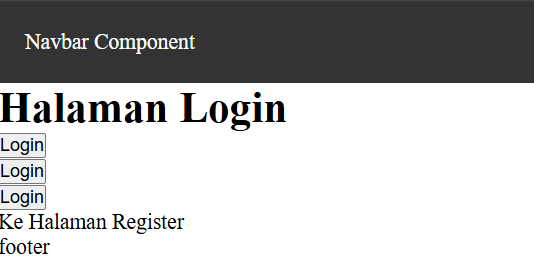 Navbar Component
Halaman Login
Login
Login
Login
Ke Halaman Register
footer